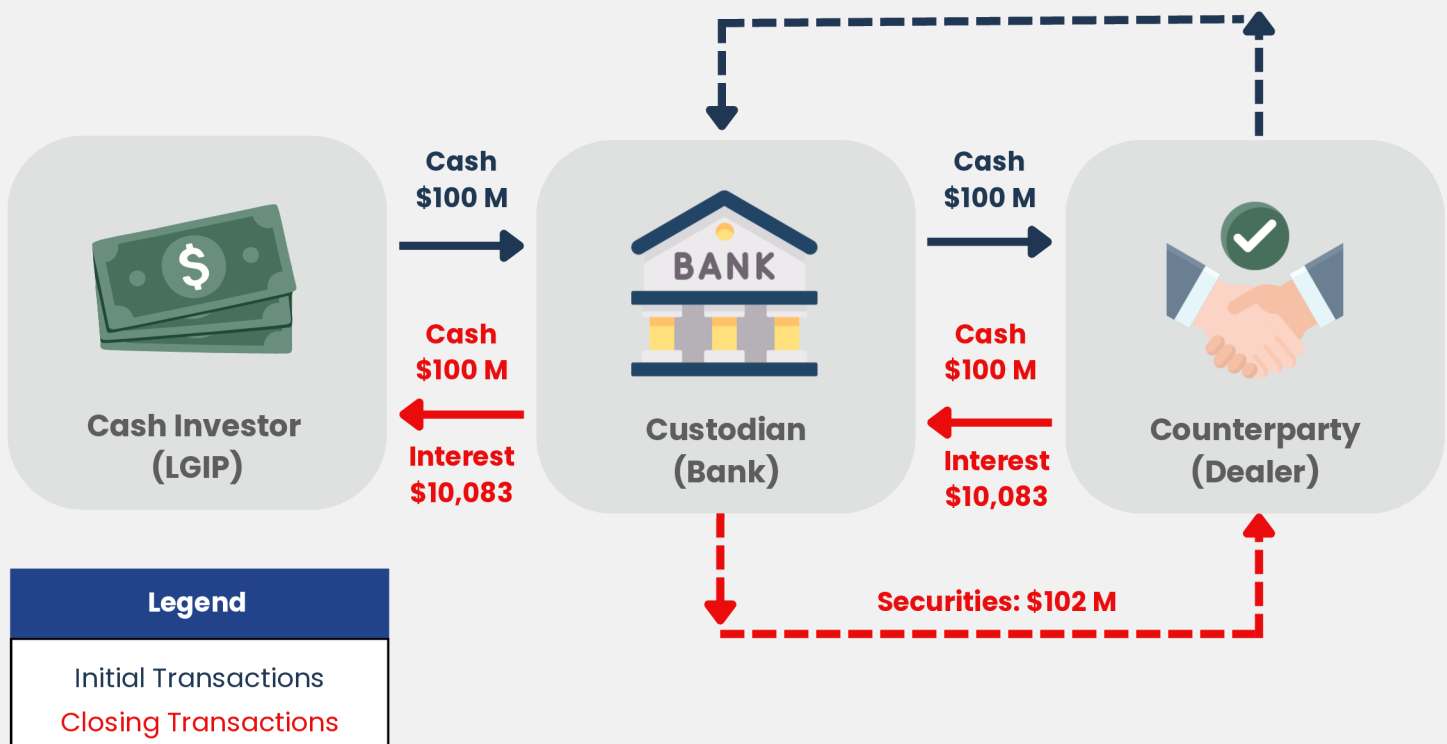 Cash
$100 M
Cash
$100 M
$
BANK
Cash
$100 M
Cash
$100 M
Cash Investor
(LGIP)
Interest
$10,083
Custodian
(Bank)
Interest
$10,083
Counterparty
(Dealer)
Securities: $102 M
Legend
Initial Transactions
Closing Transactions